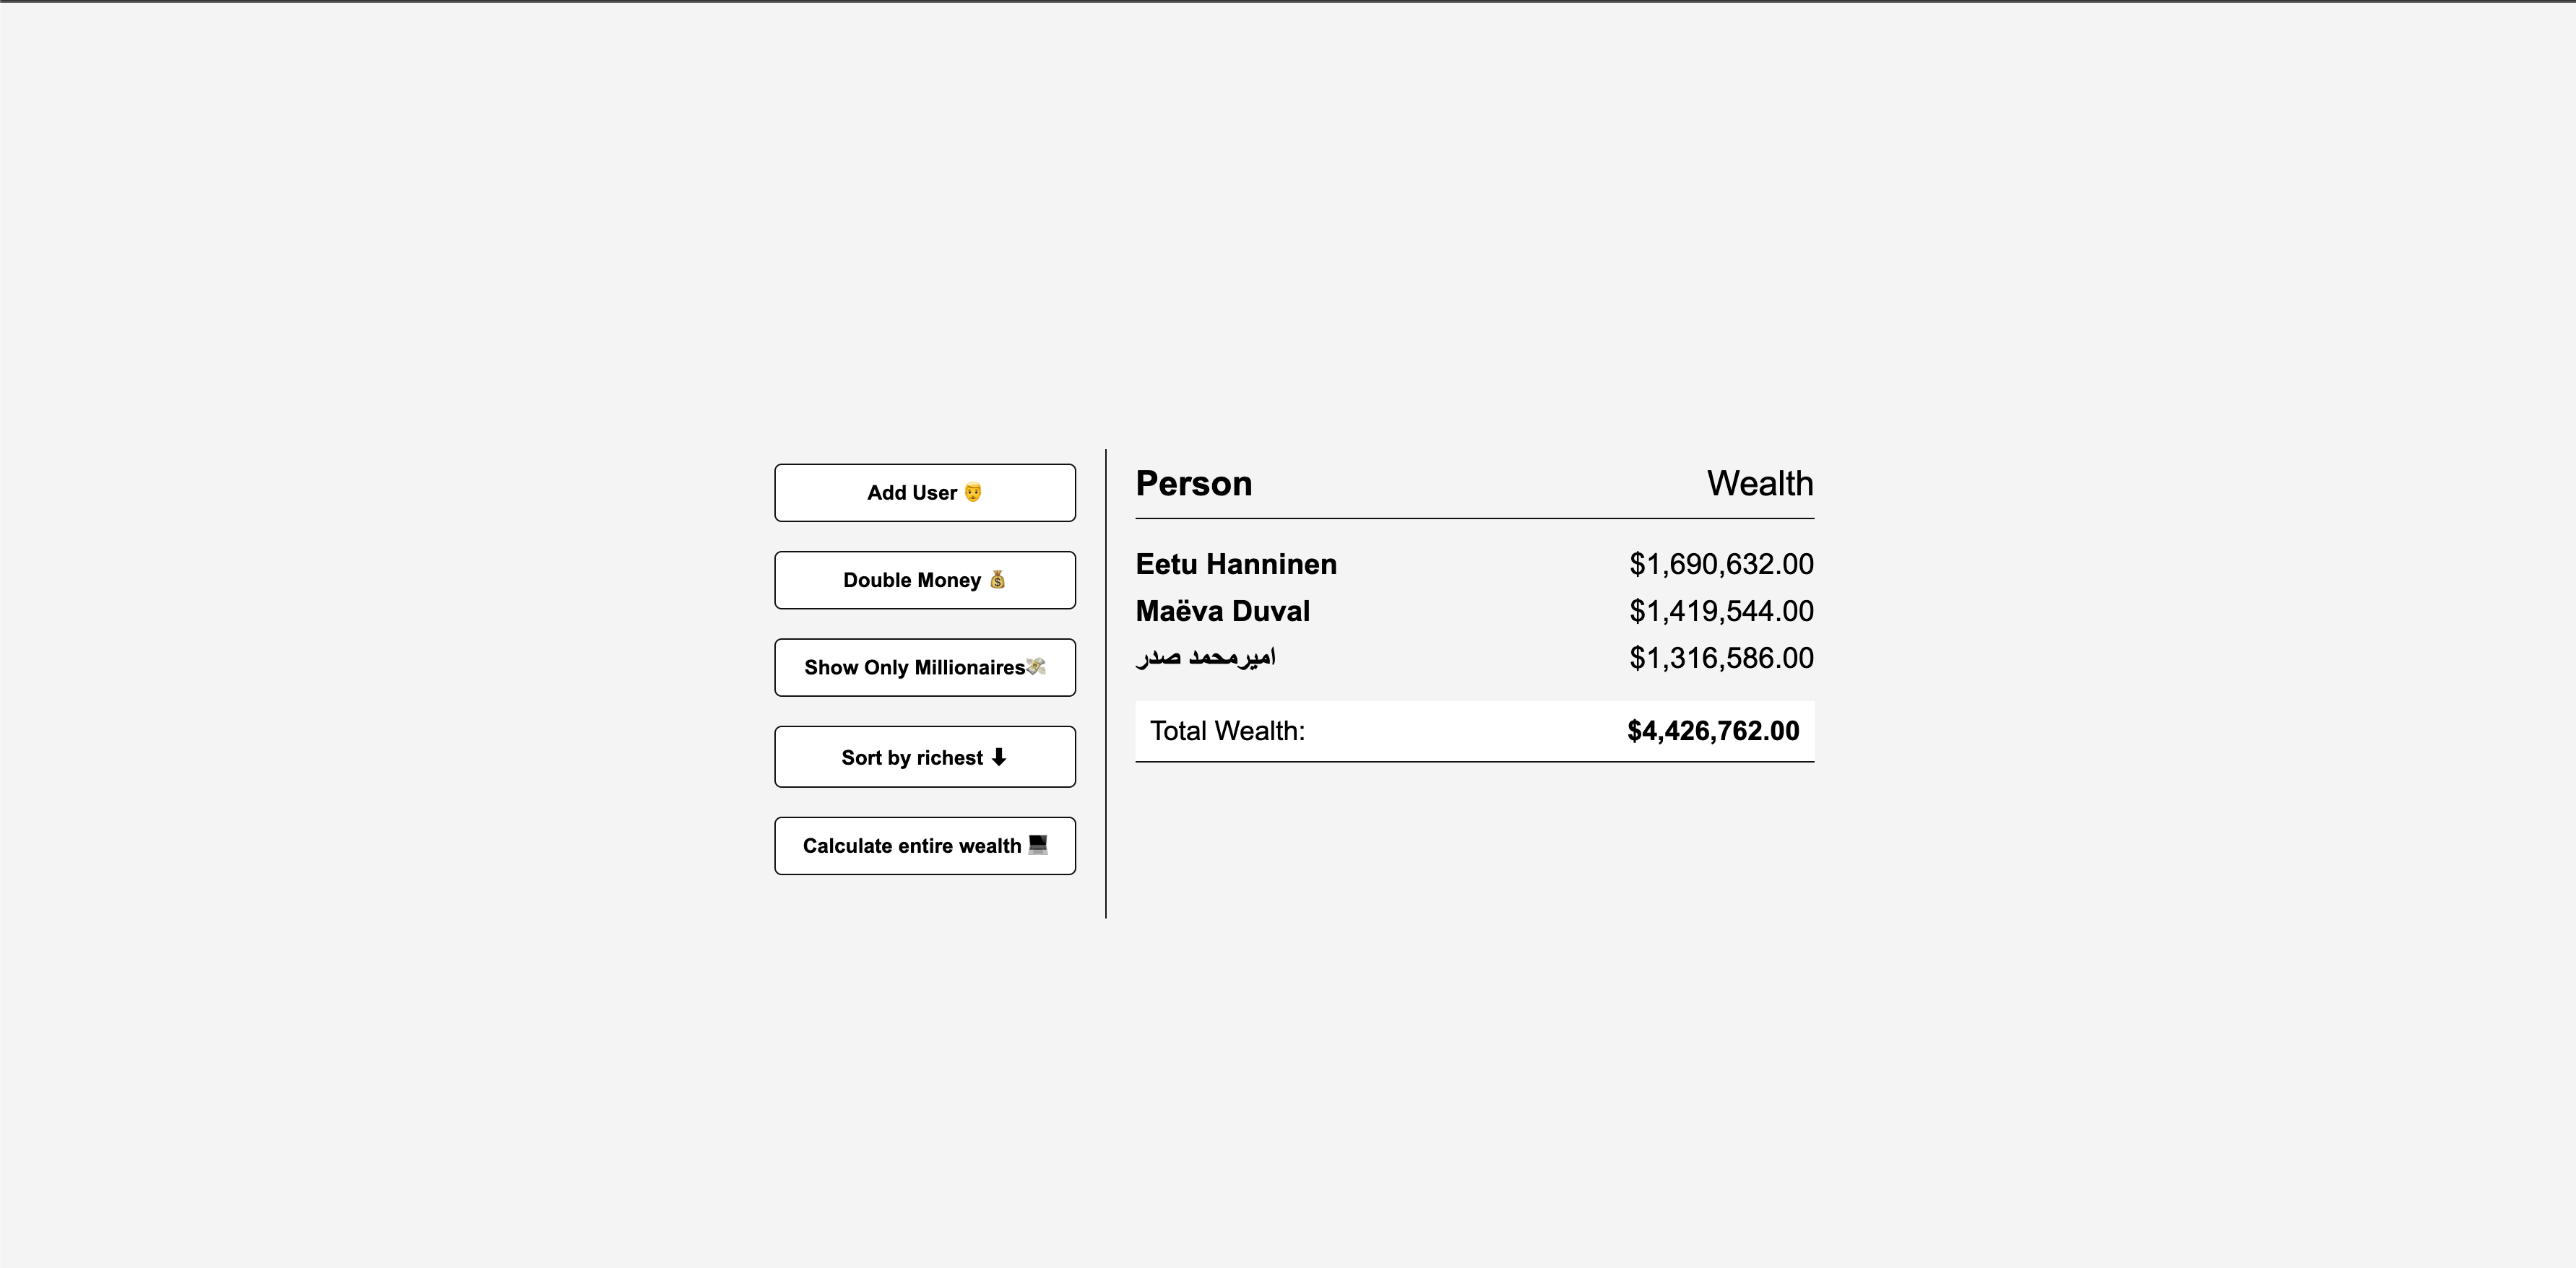 Add User 👨
Double Money 💰
Show Only Millionaires💸
Sort by richest ⬇
Calculate entire wealth 💻
Person Wealth
Eetu Hanninen $1,690,632.00
Maëva Duval $1,419,544.00
امیرمحمد صدر $1,316,586.00
Total Wealth: $4,426,762.00